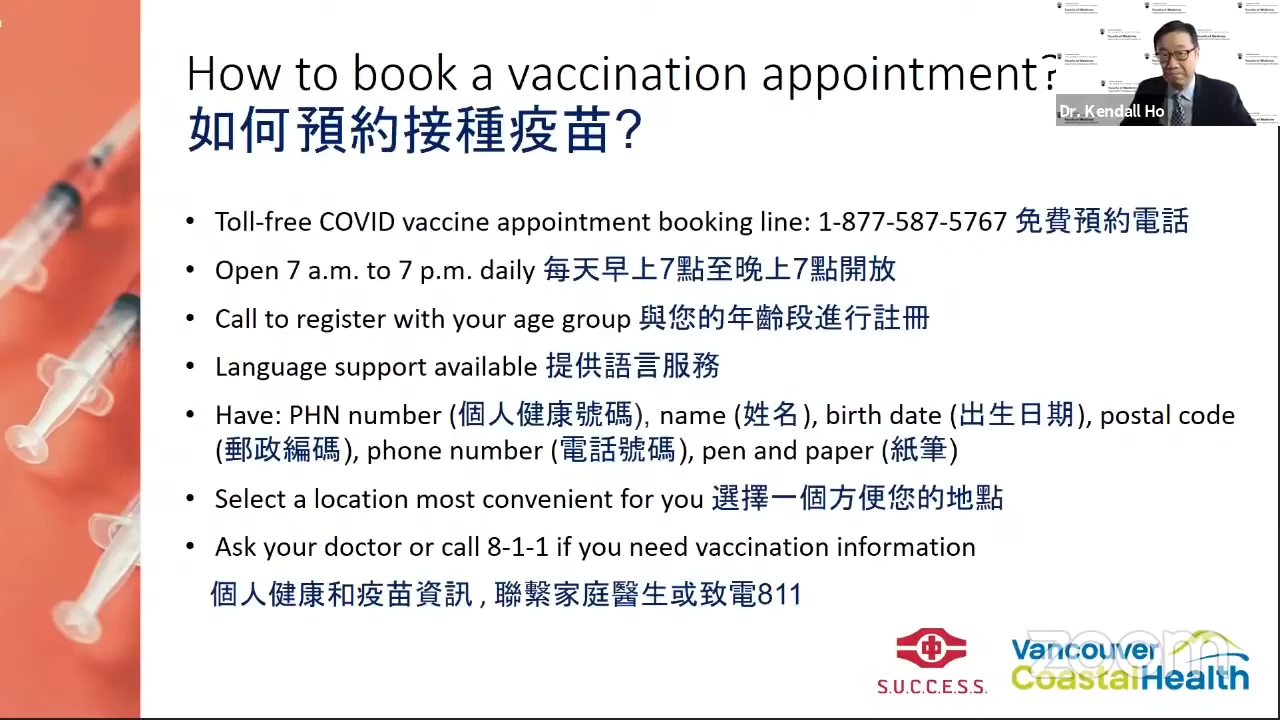 How to book a vaccination appointment?
如何預約接種疫苗?
Dr. Kendall Ho
• Toll-free COVID vaccine appointment booking line: 1-877-587-5767 免費預約電話
• Open 7 a.m. to 7 p.m. daily 每天早上7點至晚上7點開放
• Call to register with your age group 與您的年齡段進行註冊
• Language support available 提供語言服務
• Have: PHN number (個人健康號碼), name (姓名), birth date (出生日期), postal code
(郵政編碼), phone number (電話號碼), pen and paper (紙筆)
• Select a location most convenient for you 選擇一個方便您的地點
• Ask your doctor or call 8-1-1 if you need vaccination information
個人健康和疫苗資訊 , 聯繫家庭醫生或致電811
中
S.U.C.C.E.S.S.
Vancouver
CoastalHealth
zoom